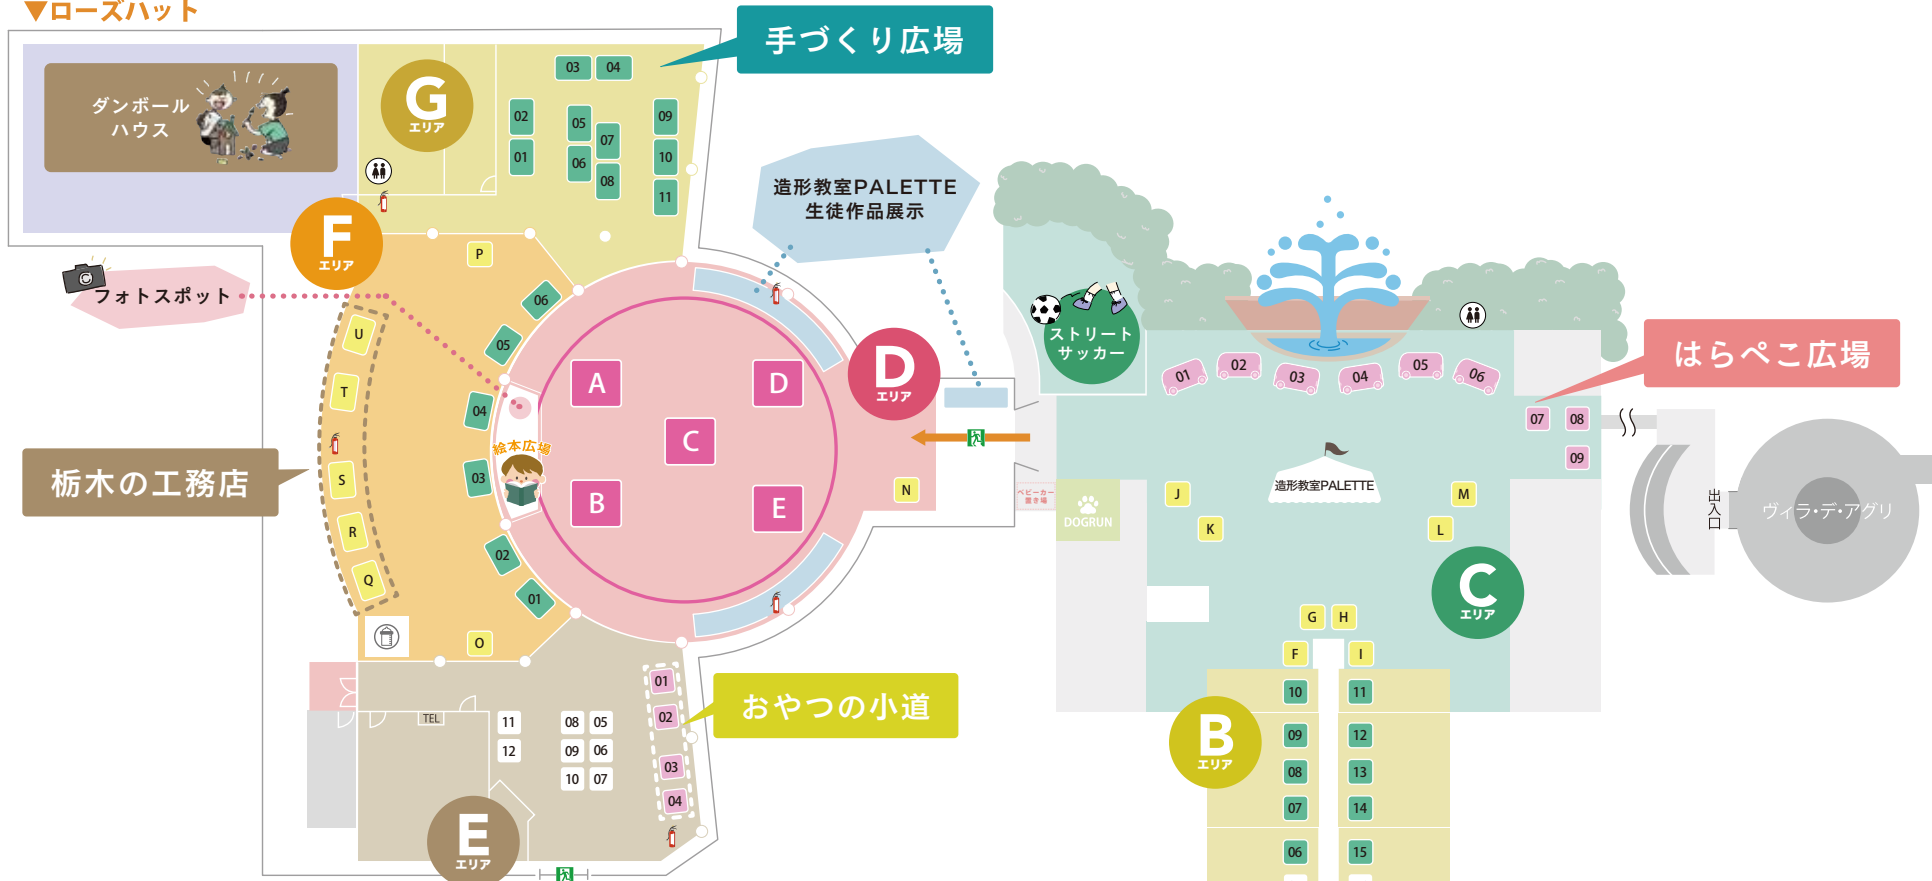 ▼ローズハット
手づくり広場
ダンボール
ハウス
G
エリア
03 04
02
01
05
06
07
08
09
10
11
造形教室PALETTE
生徒作品展示
F
エリア
P
フォトスポット
06
05
04
03
02
01
U
T
S
R
Q
O
栃木の工務店
絵本広場
A
B
C
D
E
D
エリア
N
ベビーカー
置き場
DOGRUN
ストリート
サッカー
01
02
03
04
05
06
はらぺこ広場
07 08
09
造形教室PALETTE
J
K
M
L
C
エリア
出入口
ヴィラ・デ・アグリ
G H
F I
10 11
09 12
08 13
07 14
06 15
B
エリア
おやつの小道
01
02
03
04
TEL
11
12
08 05
09 06
10 07
E
エリア